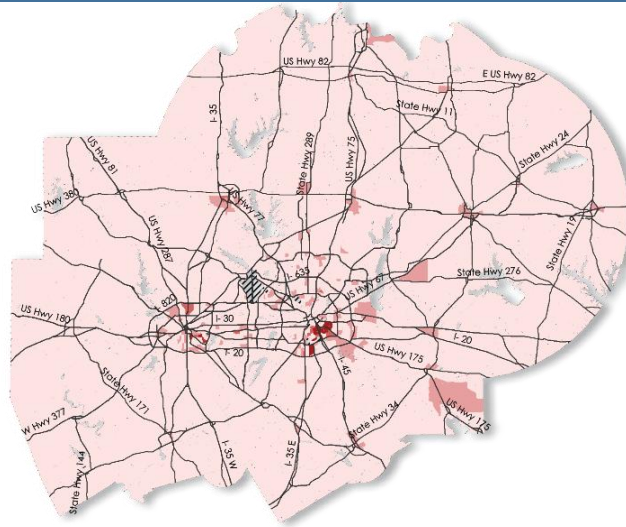 US Hwy 82
E US Hwy 82
I- 35
State Hwy 289
US Hwy 75
State Hwy 11
State Hwy 24
US Hwy 81
US Hwy 380
US Hwy 77
State Hwy 19
US Hwy 287
I- 635
US Hwy 67
State Hwy 276
820
US Hwy 180
I- 30
I- 20
I- 20
US Hwy 175
I- 45
State Hwy 171
W Hwy 377
State Hwy 34
US Hwy 175
I- 35 W
I- 35 E
State Hwy 144